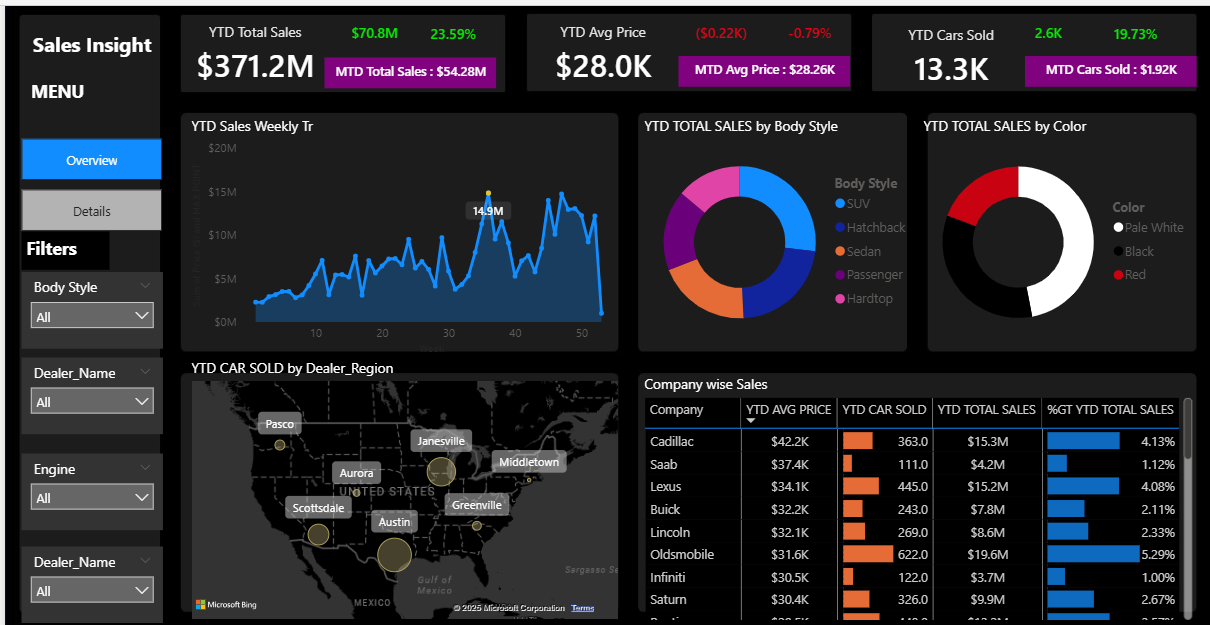 Sales Insight
MENU
Overview
Details
Filters
Body Style
All
Dealer_Name
All
Engine
All
Dealer_Name
All
YTD Total Sales
$70.8M
23.59%
$371.2M
MTD Total Sales : $54.28M
YTD Avg Price
($0.22K)
-0.79%
$28.0K
MTD Avg Price : $28.26K
YTD Cars Sold
2.6K
19.73%
13.3K
MTD Cars Sold : $1.92K
YTD Sales Weekly Tr
$20M
$15M
$10M
$5M
$0M
14.9M
10 20 30 40 50
YTD TOTAL SALES by Body Style
Body Style
SUV
Hatchback
Sedan
Passenger
Hardtop
YTD TOTAL SALES by Color
Color
Pale White
Black
Red
YTD CAR SOLD by Dealer_Region
Pasco
Janesville
Middletown
Aurora
UNITED STATES
Scottsdale
Greenville
Austin
Gulf of
Mexico
Sargasso Se
MEXICO
Microsoft Bing
© 2025 Microsoft Corporation Terms
Company wise Sales
Company YTD AVG PRICE YTD CAR SOLD YTD TOTAL SALES %GT YTD TOTAL SALES
Cadillac $42.2K 363.0 $15.3M 4.13%
Saab $37.4K 111.0 $4.2M 1.12%
Lexus $34.1K 445.0 $15.2M 4.08%
Buick $32.2K 243.0 $7.8M 2.11%
Lincoln $32.1K 269.0 $8.6M 2.33%
Oldsmobile $31.6K 622.0 $19.6M 5.29%
Infiniti $30.5K 122.0 $3.7M 1.00%
Saturn $30.4K 326.0 $9.9M 2.67%